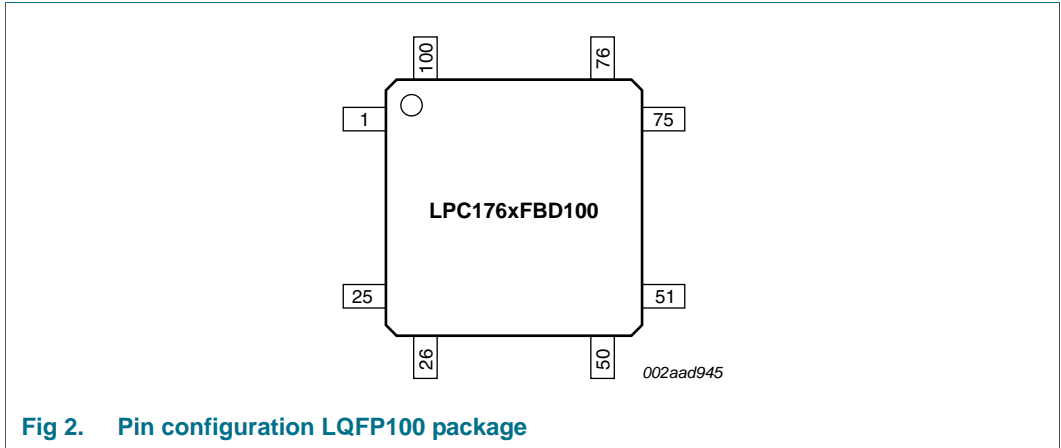 100 76
1 75
LPC176xFBD100
25 51
26 50
002aad945
Fig 2. Pin configuration LQFP100 package